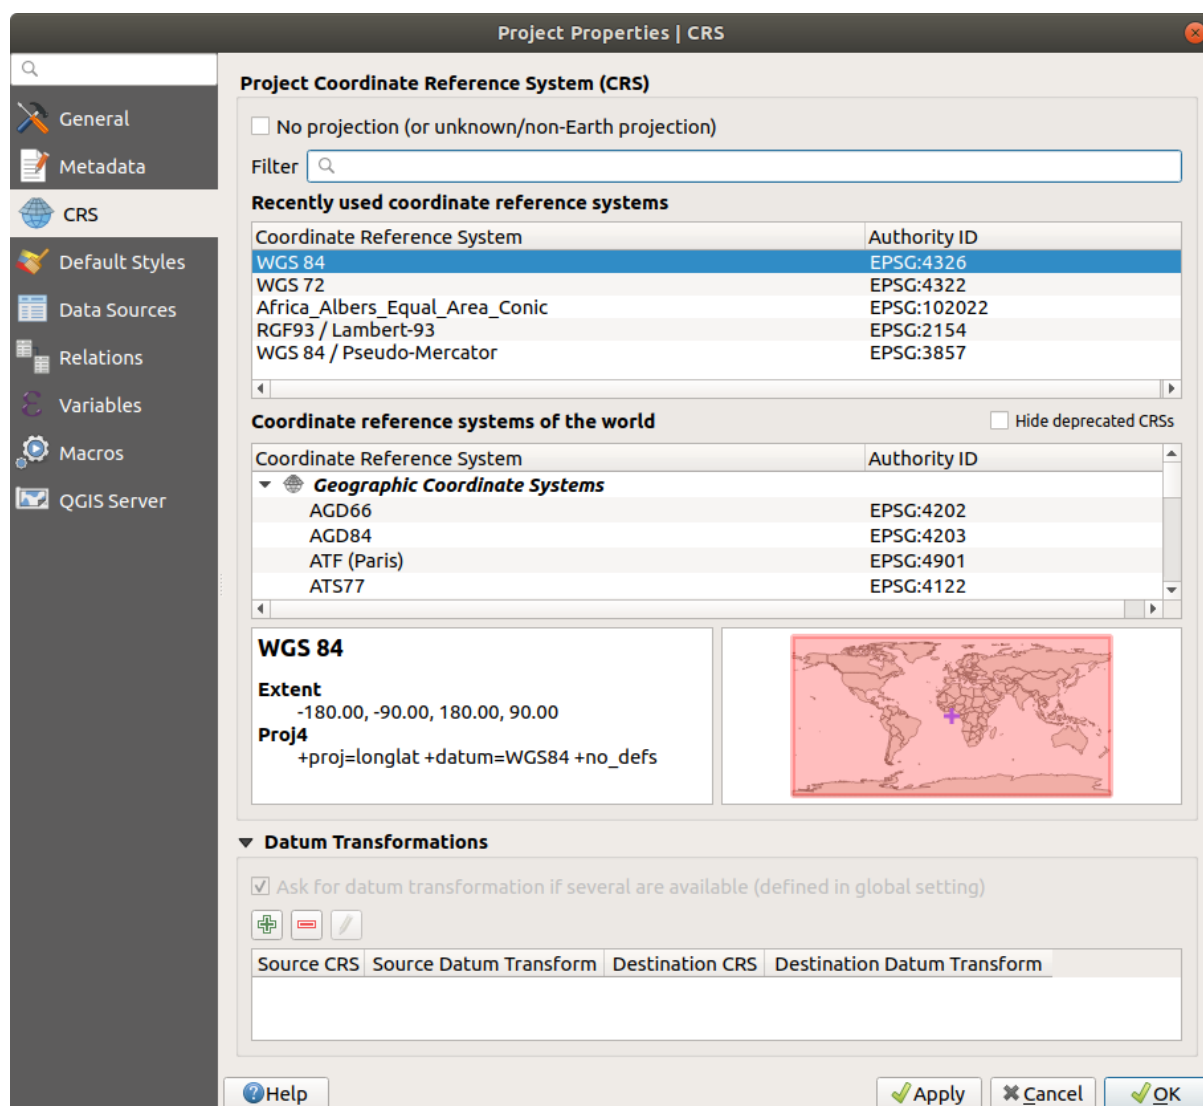 Project Properties | CRS
General
Metadata
CRS
Default Styles
Data Sources
Relations
Variables
Macros
QGIS Server
Project Coordinate Reference System (CRS)
No projection (or unknown/non-Earth projection)
Filter
Recently used coordinate reference systems
Coordinate Reference System Authority ID
WGS 84 EPSG:4326
WGS 72 EPSG:4322
Africa_Albers_Equal_Area_Conic EPSG:102022
RGF93 / Lambert-93 EPSG:2154
WGS 84 / Pseudo-Mercator EPSG:3857
Coordinate reference systems of the world Hide deprecated CRSs
Coordinate Reference System Authority ID
Geographic Coordinate Systems
AGD66 EPSG:4202
AGD84 EPSG:4203
ATF (Paris) EPSG:4901
ATS77 EPSG:4122
WGS 84
Extent
-180.00, -90.00, 180.00, 90.00
Proj4
+proj=longlat +datum=WGS84 +no_defs
Datum Transformations
Ask for datum transformation if several are available (defined in global setting)
Source CRS Source Datum Transform Destination CRS Destination Datum Transform
Help Apply Cancel OK